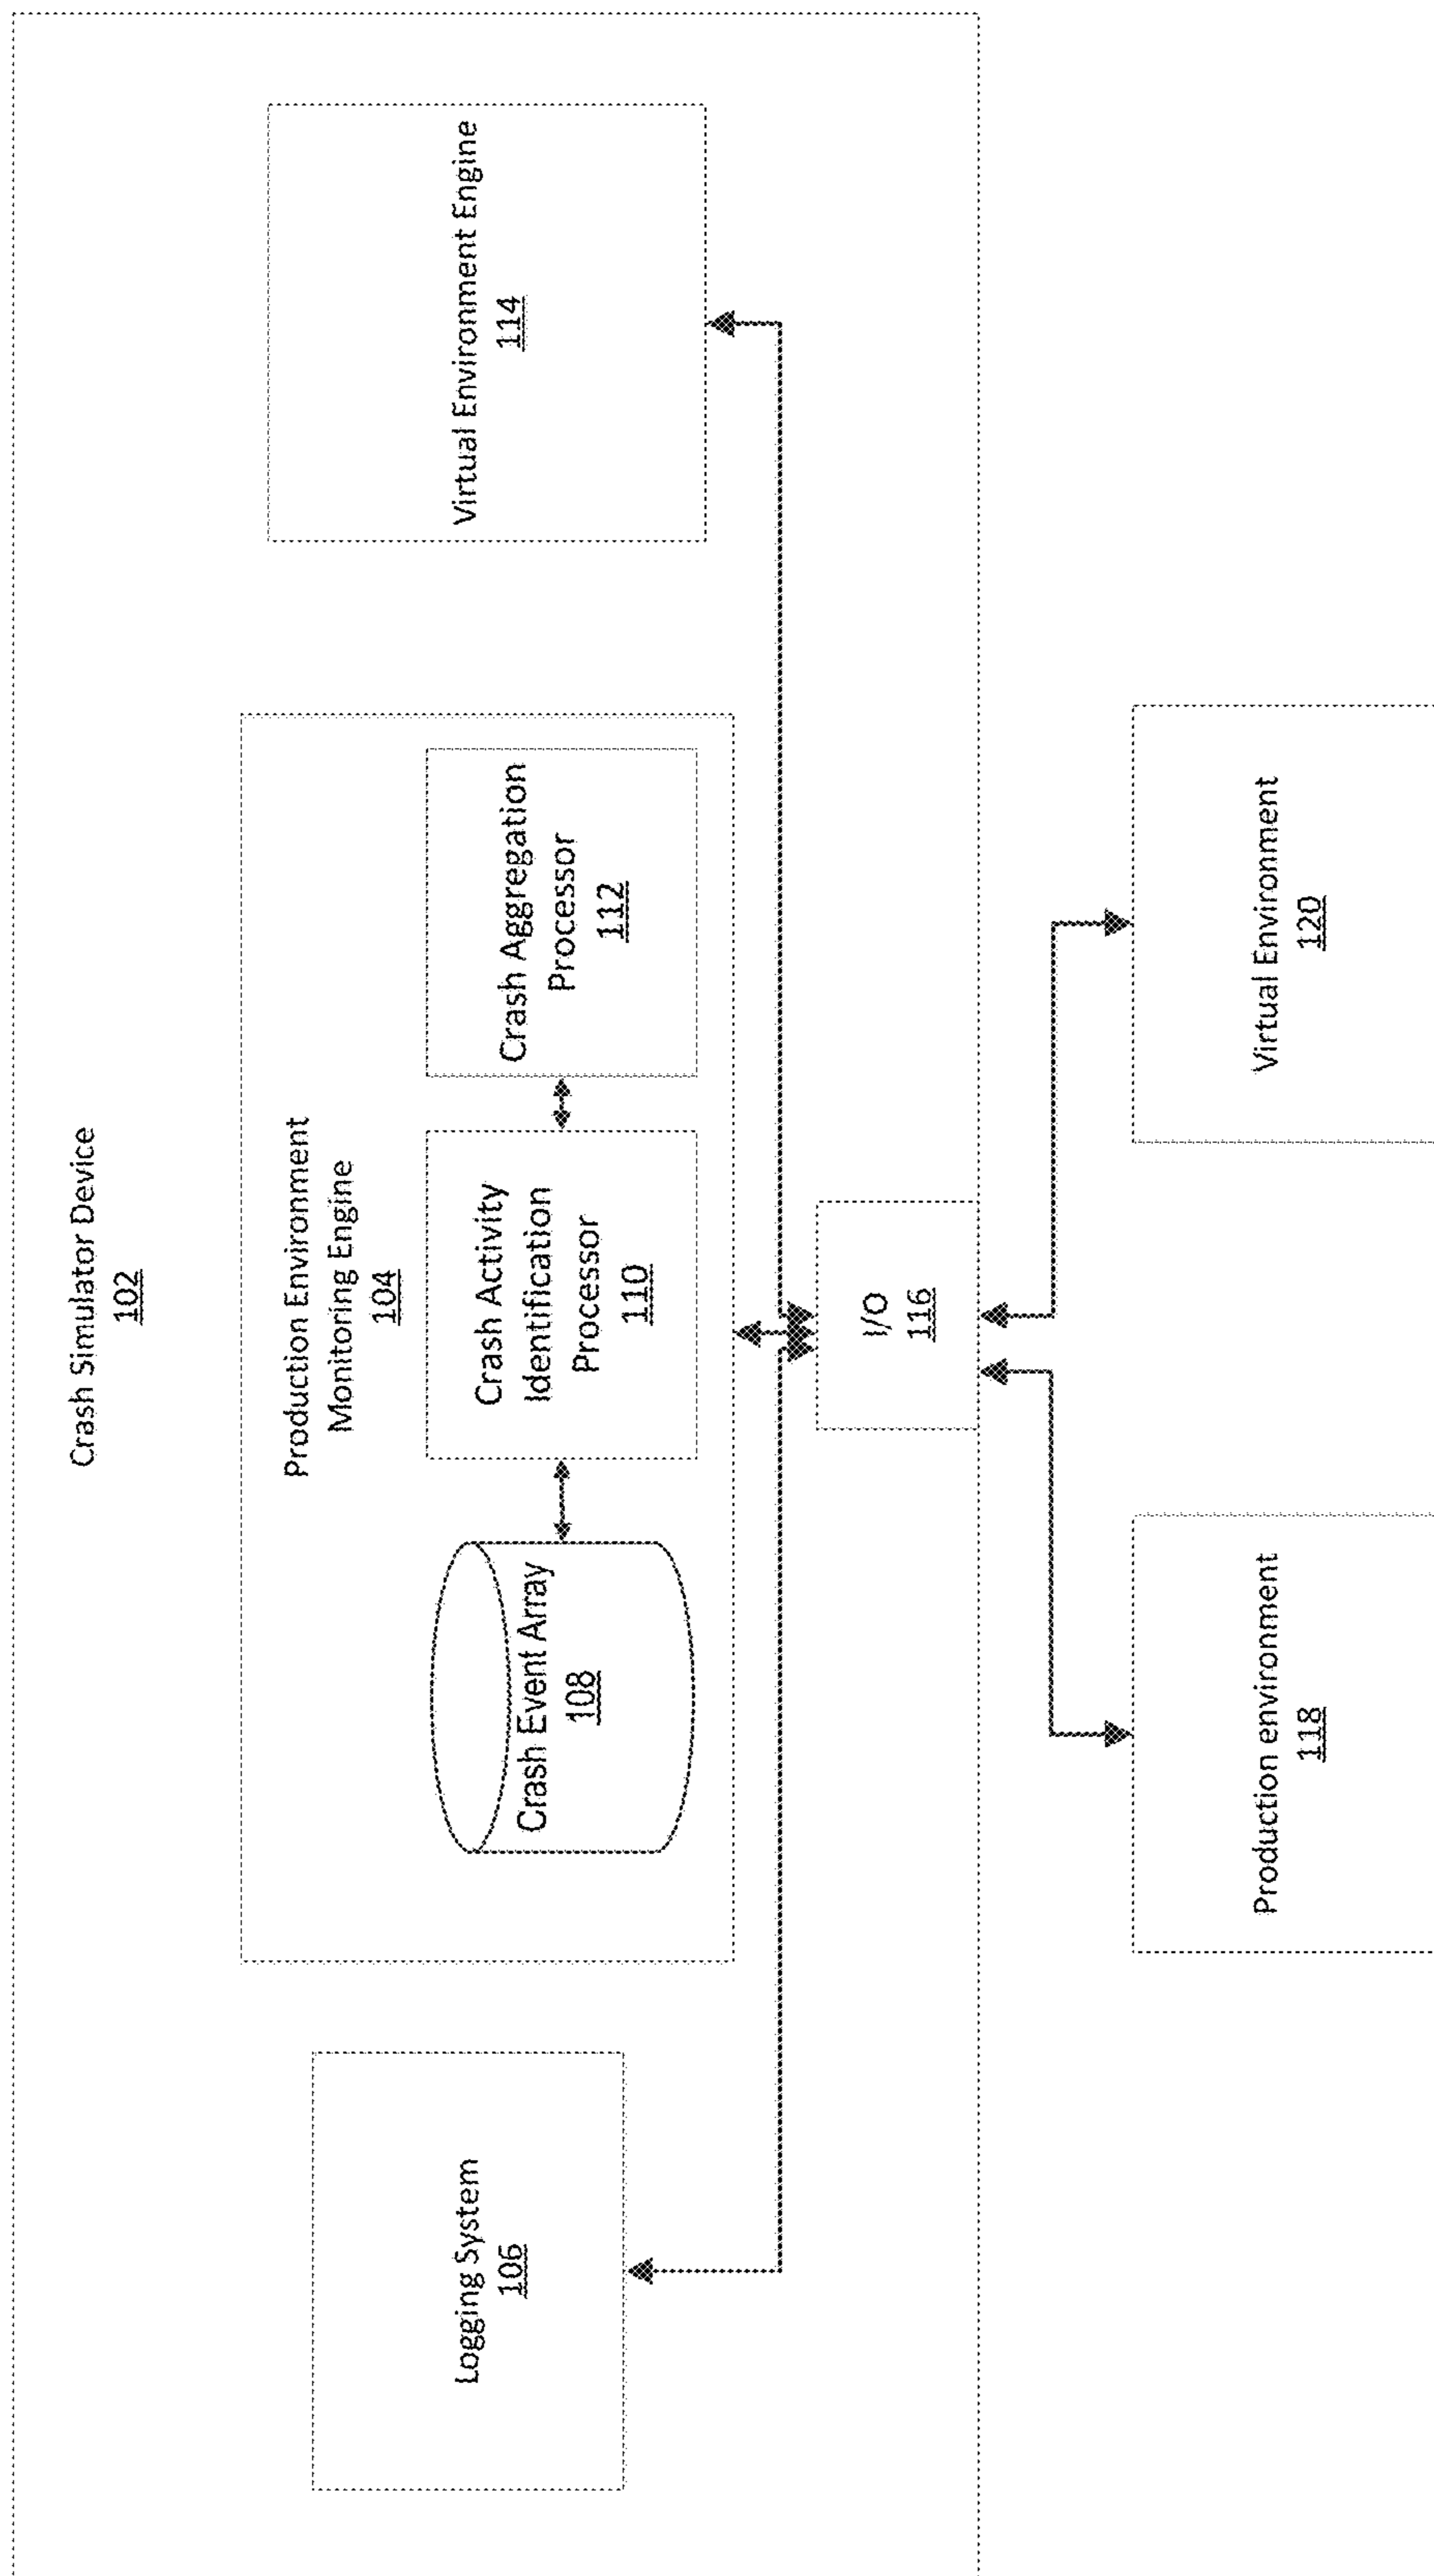 Crash Simulator Device
102
Production Environment
Monitoring Engine
104
Logging System
106
Crash Event Array
108
Crash Activity
Identification
Processor
110
Crash Aggregation
Processor
112
Virtual Environment Engine
114
I/O
116
Production environment
118
Virtual Environment
120